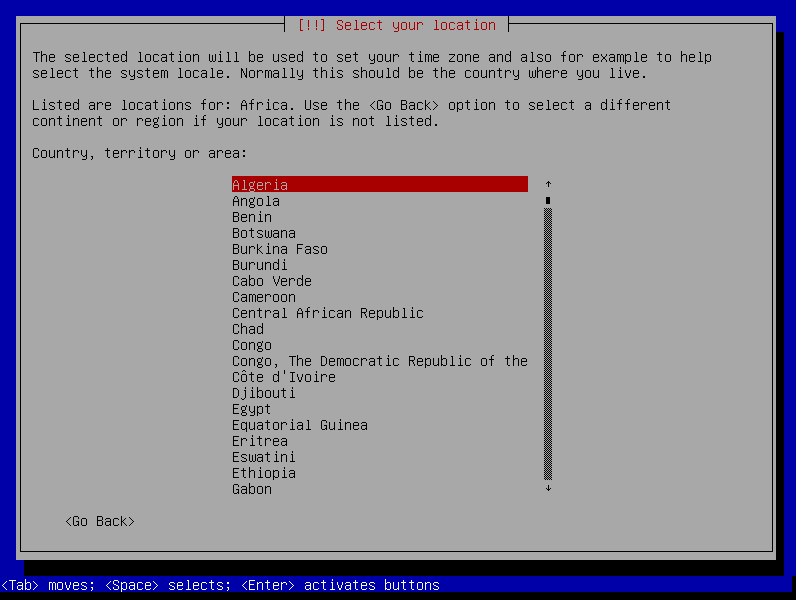 [!!] Select your location
The selected location will be used to set your time zone and also for example to help
select the system locale. Normally this should be the country where you live.
Listed are locations for: Africa. Use the <Go Back> option to select a different
continent or region if your location is not listed.
Country, territory or area:
Algeria
Angola
Benin
Botswana
Burkina Faso
Burundi
Cabo Verde
Cameroon
Central African Republic
Chad
Congo
Congo, The Democratic Republic of the
Côte d'Ivoire
Djibouti
Egypt
Equatorial Guinea
Eritrea
Eswatini
Ethiopia
Gabon
<Go Back>
<Tab> moves; <Space> selects; <Enter> activates buttons